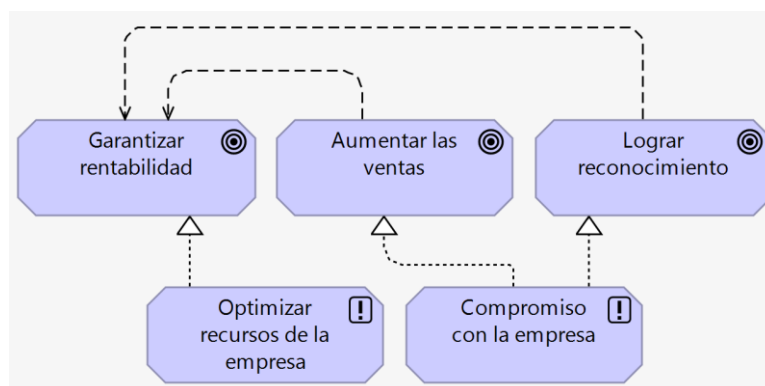 Garantizar
rentabilidad
Aumentar las
ventas
Lograr
reconocimiento
Optimizar
recursos de la
empresa
Compromiso
con la empresa